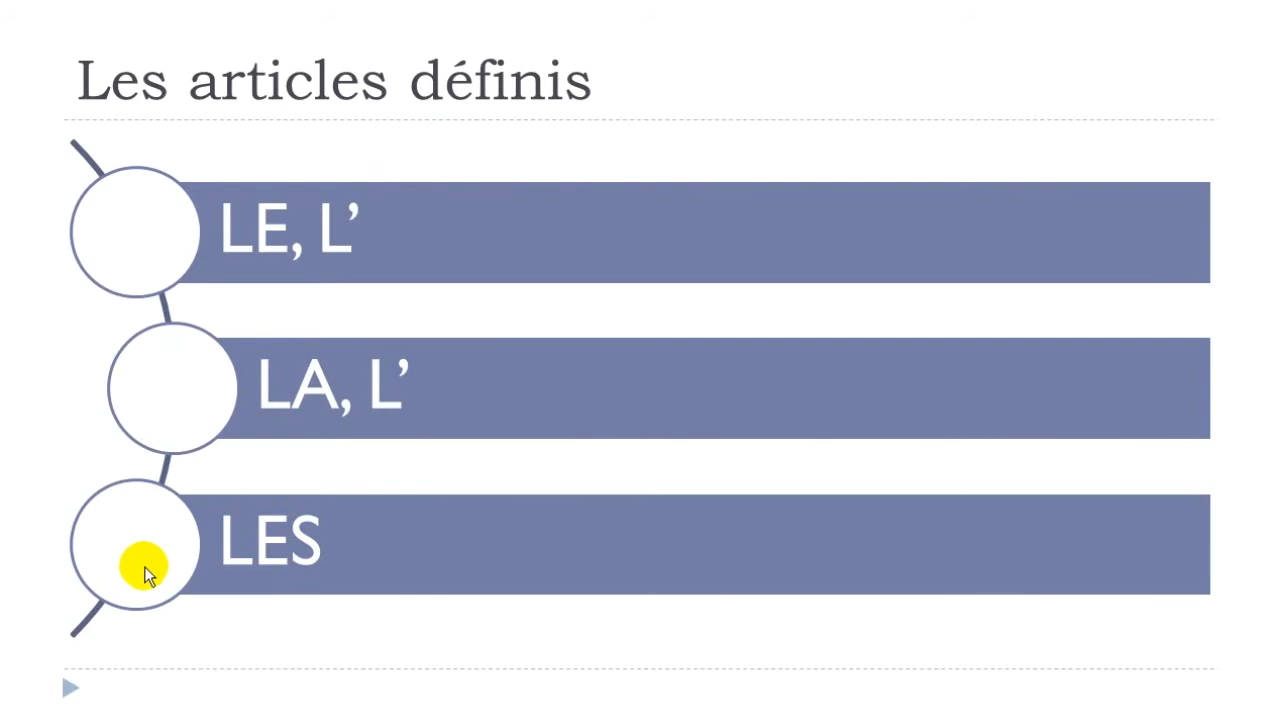 Les articles définis
LE, L’
LA, L’
LES